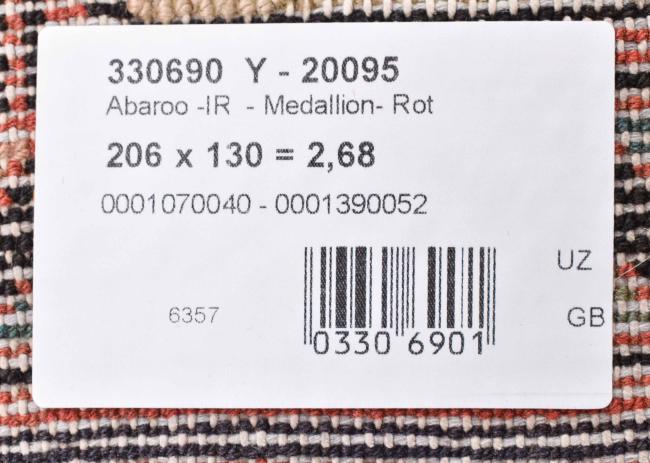 330690 Y - 20095
Abaroo -IR - Medallion- Rot
206 x 130 = 2,68
0001070040 - 0001390052
UZ
6357
GB
0330 6901